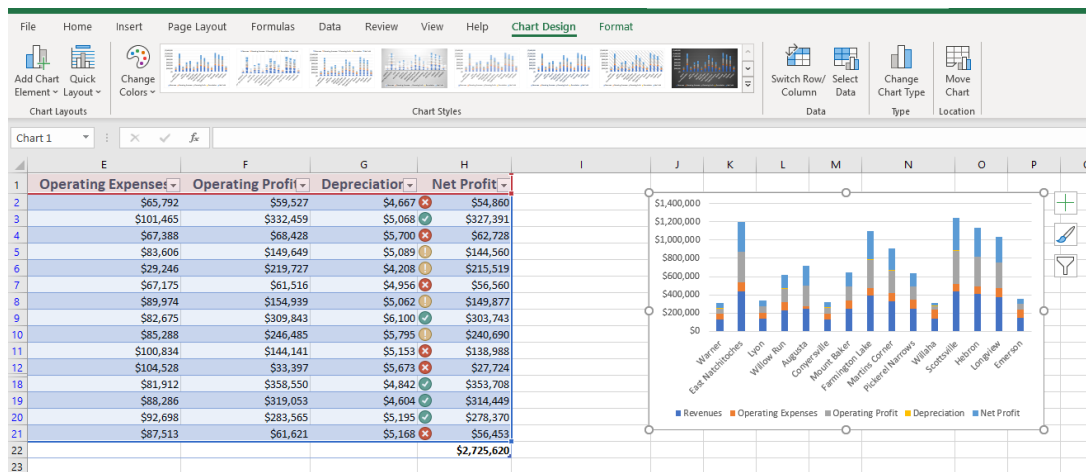 File Home Insert Page Layout Formulas Data Review View Help Chart Design Format
Add Chart Element Quick Layout Change Colors Switch Row/ Column Select Data Change Chart Type Move Chart
Chart Layouts Chart Styles Data Type Location
Chart 1 fx
E F G H I J K L M N O P
1 Operating Expenses Operating Profit Depreciation Net Profit
2 $65,792 $59,527 $4,667 $54,860
3 $101,465 $332,459 $5,068 $327,391
4 $67,388 $68,428 $5,700 $62,728
5 $83,606 $149,649 $5,089 $144,560
6 $29,246 $219,727 $4,208 $215,519
7 $67,175 $61,516 $4,956 $56,560
8 $89,974 $154,939 $5,062 $149,877
9 $82,675 $309,843 $6,100 $303,743
10 $85,288 $246,485 $5,795 $240,690
11 $100,834 $144,141 $5,153 $138,988
12 $104,528 $33,397 $5,673 $27,724
18 $81,912 $358,550 $4,842 $353,708
19 $88,286 $319,053 $4,604 $314,449
20 $92,698 $283,565 $5,195 $278,370
21 $87,513 $61,621 $5,168 $56,453
22 $2,725,620
23
$1,400,000
$1,200,000
$1,000,000
$800,000
$600,000
$400,000
$200,000
$0
Warner
East Natchitoches
Lyon
Willow Run
Augusta
Conyersville
Mount Baker
Farmington Lake
Martins Corner
Pickerel Narrows
Willaha
Scottsville
Hebron
Longview
Emerson
Revenues Operating Expenses Operating Profit Depreciation Net Profit